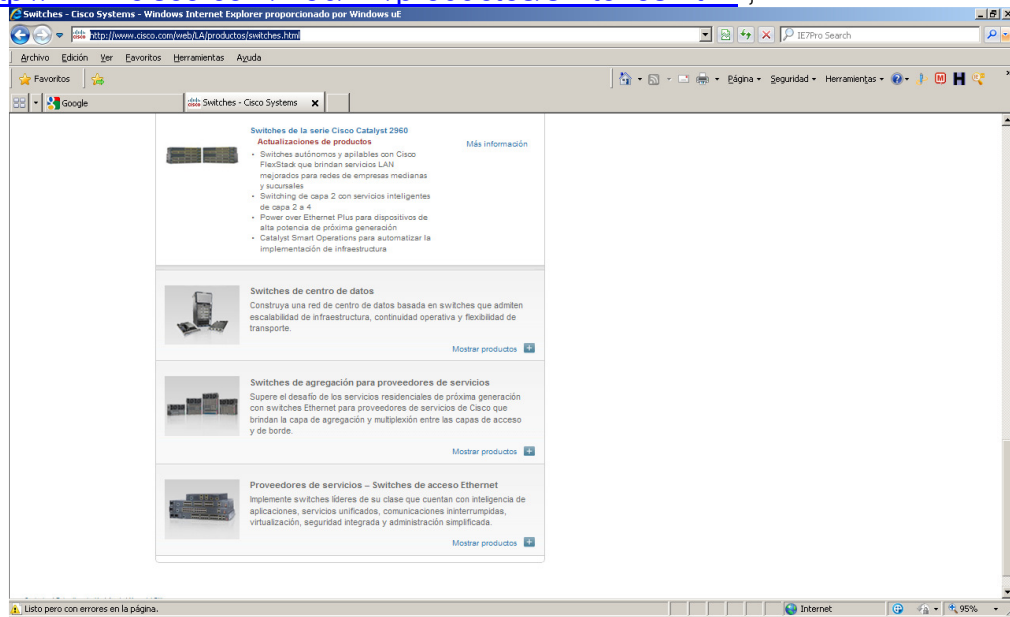 Switches - Cisco Systems - Windows Internet Explorer proporcionado por Windows uE
http://www.cisco.com/web/LA/productos/switches.html
IE7Pro Search
Archivo Edición Ver Favoritos Herramientas Ayuda
Favoritos
Página Seguridad Herramientas
Google
Switches - Cisco Systems
Switches de la serie Cisco Catalyst 2960
Actualizaciones de productos
Más información
• Switches autónomos y apilables con Cisco
FlexStack que brindan servicios LAN
mejorados para redes de empresas medianas
y sucursales
• Switching de capa 2 con servicios inteligentes
de capa 2 a 4
• Power over Ethernet Plus para dispositivos de
alta potencia de próxima generación
• Catalyst Smart Operations para automatizar la
implementación de infraestructura
Switches de centro de datos
Construya una red de centro de datos basada en switches que admiten
escalabilidad de infraestructura, continuidad operativa y flexibilidad de
transporte.
Mostrar productos
Switches de agregación para proveedores de servicios
Supere el desafío de los servicios residenciales de próxima generación
con switches Ethernet para proveedores de servicios de Cisco que
brindan la capa de agregación y multiplexión entre las capas de acceso
y de borde.
Mostrar productos
Proveedores de servicios – Switches de acceso Ethernet
Implemente switches líderes de su clase que cuentan con inteligencia de
aplicaciones, servicios unificados, comunicaciones ininterrumpidas,
virtualización, seguridad integrada y administración simplificada.
Mostrar productos
Listo pero con errores en la página.
Internet
95%